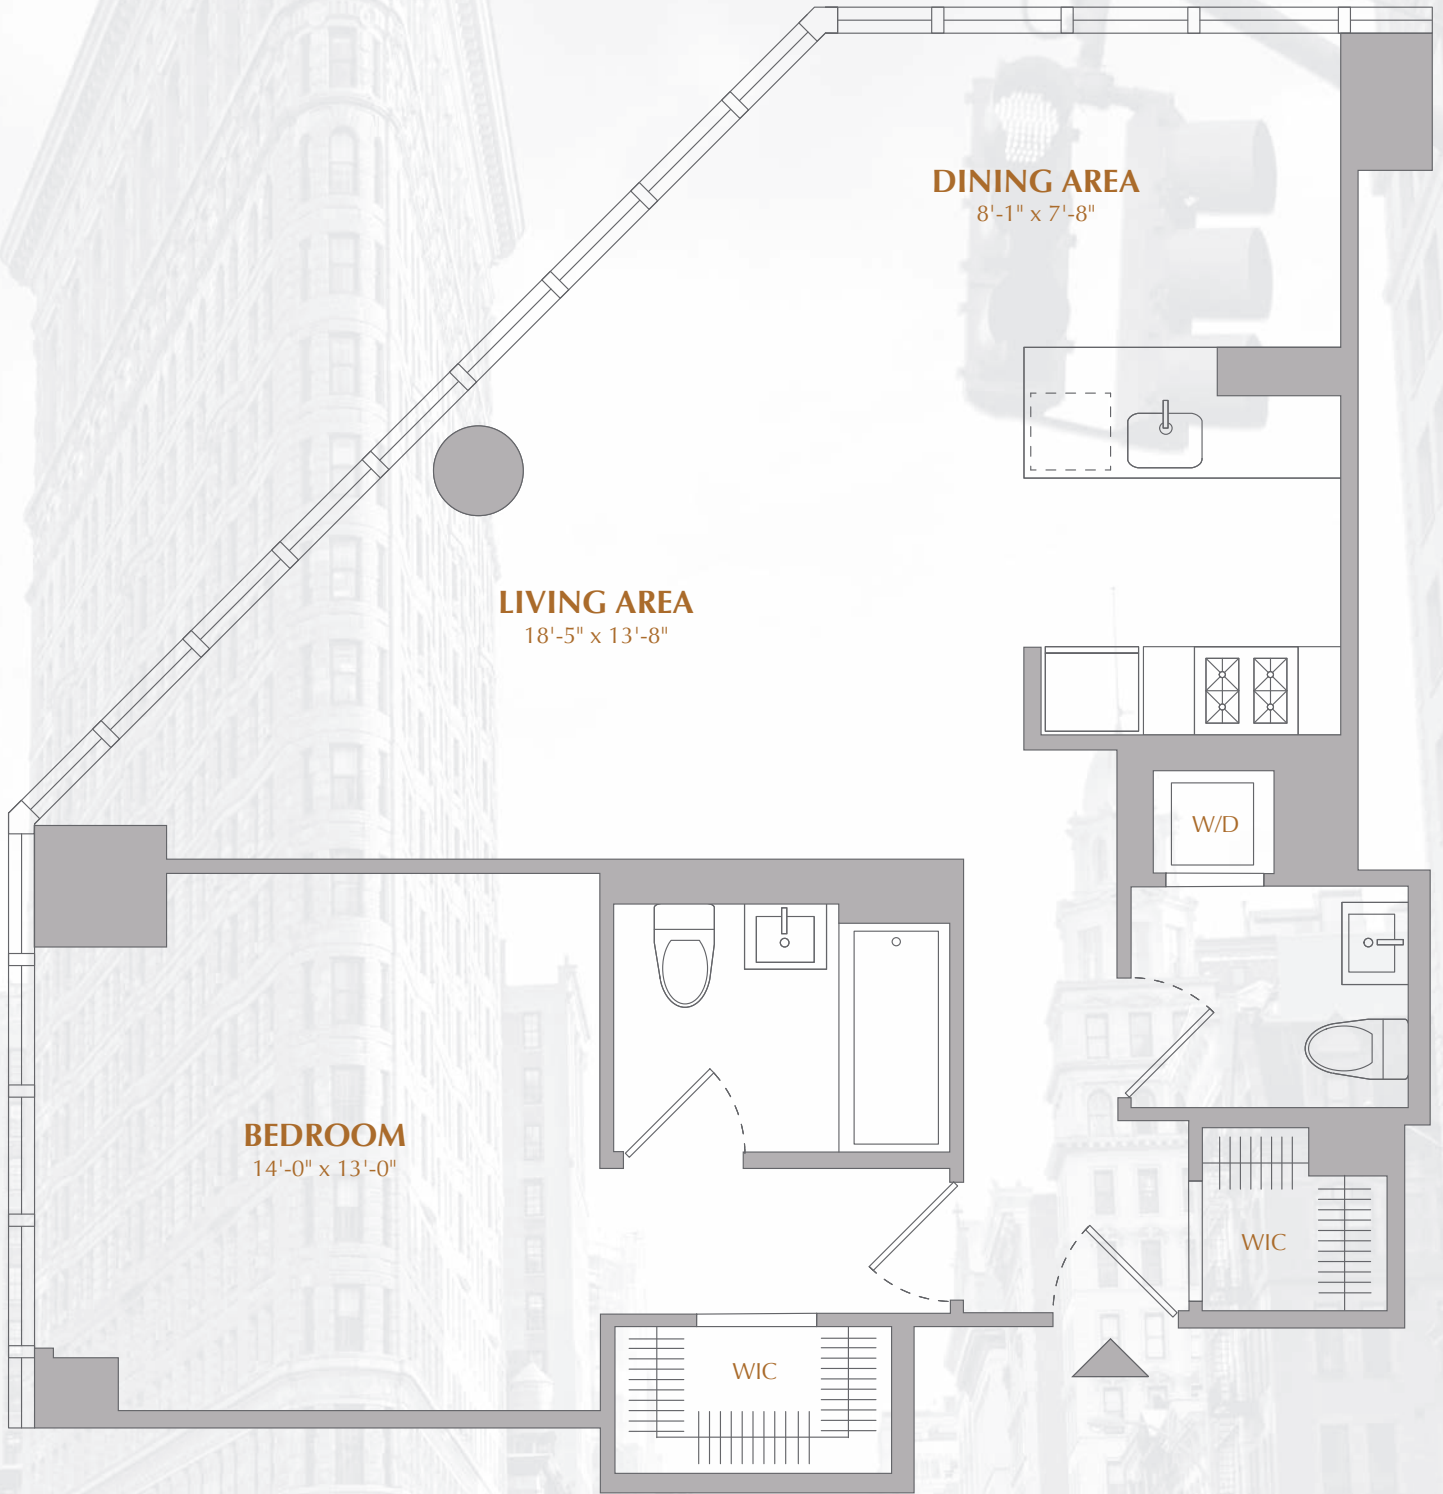 DINING AREA
8'-1" x 7'-8"
LIVING AREA
18'-5" x 13'-8"
W/D
BEDROOM
14'-0" x 13'-0"
WIC
WIC